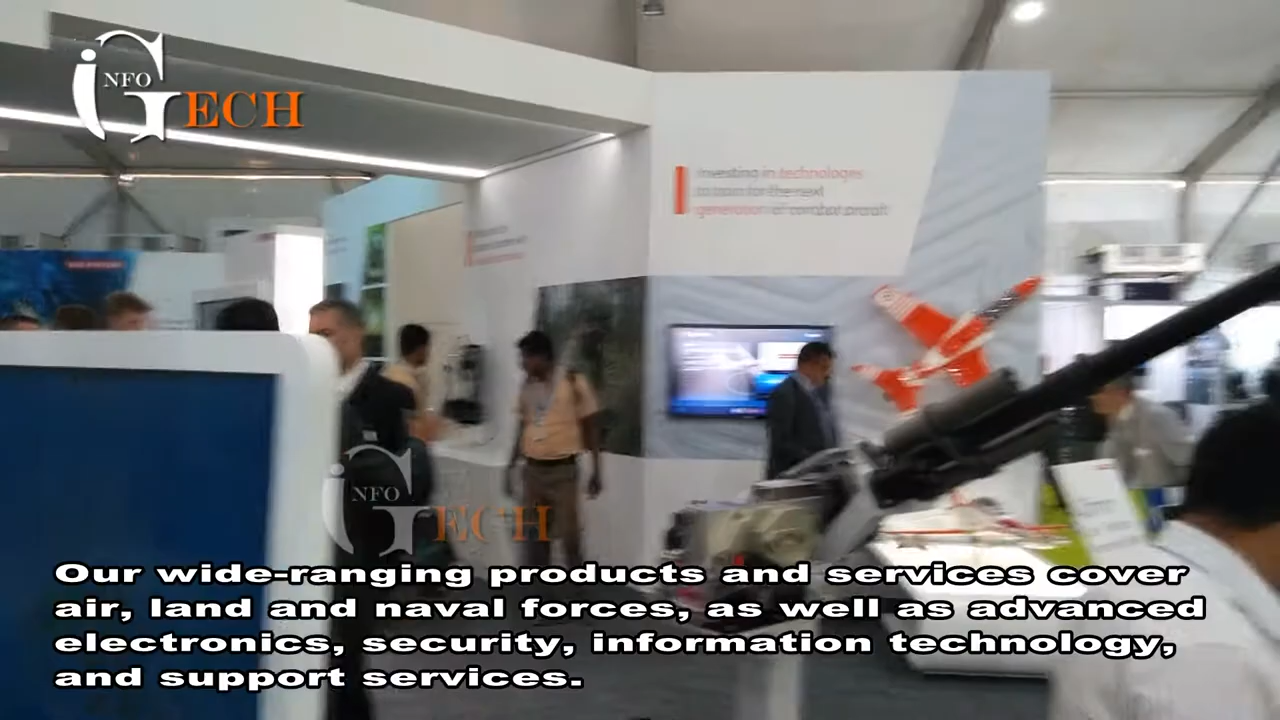 iNFO GECH
Investing in technologies
to train for the next
generation of combat aircraft
iNFO GECH
Our wide-ranging products and services cover
air, land and naval forces, as well as advanced
electronics, security, information technology,
and support services.